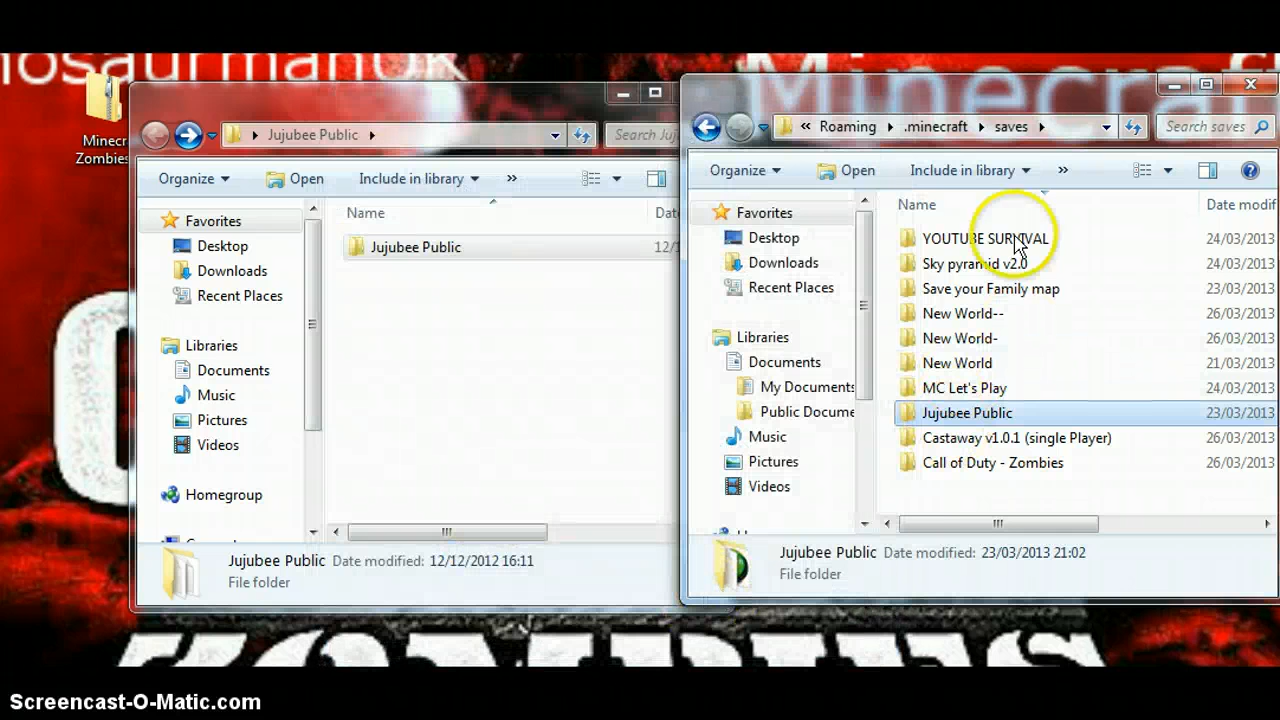 Minecraft
Minecr
Zombies
Jujubee Public
Search Juj
Organize
Open
Include in library
»
Favorites
Desktop
Downloads
Recent Places
Libraries
Documents
Music
Pictures
Videos
Homegroup
Name
Dat
Jujubee Public
12/1
Jujubee Public Date modified: 12/12/2012 16:11
File folder
« Roaming .minecraft saves
Search saves
Organize
Open
Include in library
»
Favorites
Desktop
Downloads
Recent Places
Libraries
Documents
My Documents
Public Docume
Music
Pictures
Videos
Name
Date modif
YOUTUBE SURVIVAL 24/03/2013
Sky pyramid v2.0 24/03/2013
Save your Family map 23/03/2013
New World-- 26/03/2013
New World- 26/03/2013
New World 21/03/2013
MC Let's Play 24/03/2013
Jujubee Public 23/03/2013
Castaway v1.0.1 (single Player) 26/03/2013
Call of Duty - Zombies 26/03/2013
Jujubee Public Date modified: 23/03/2013 21:02
File folder
Screencast-O-Matic.com